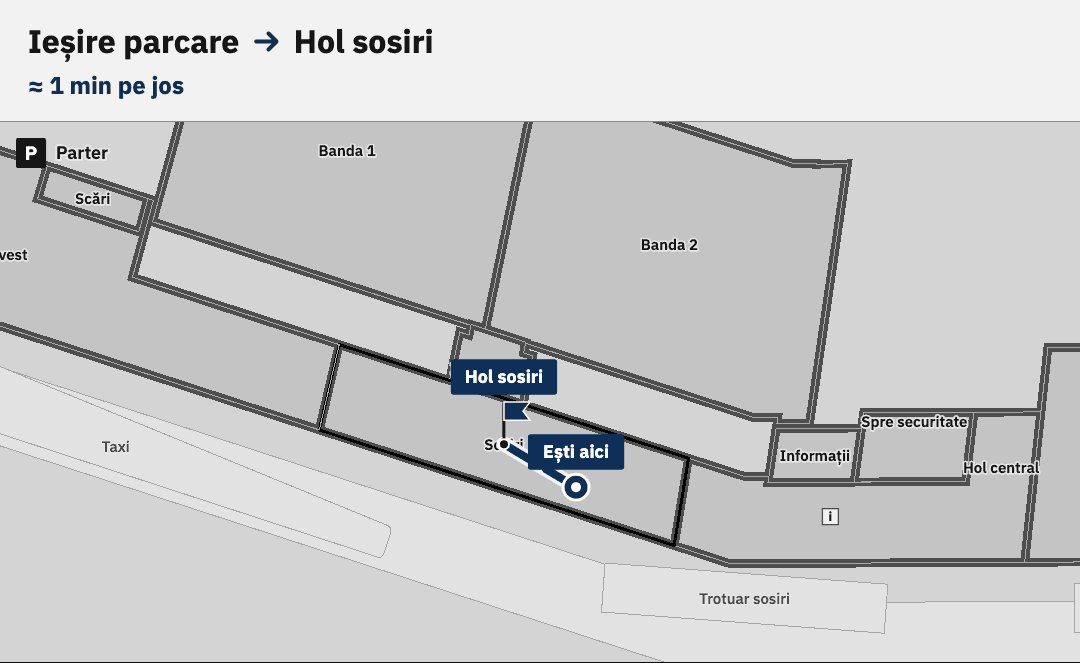 Ieșire parcare → Hol sosiri
≈ 1 min pe jos
P Parter
Banda 1
Scări
Banda 2
vest
Hol sosiri
Spre securitate
Ești aici
Taxi
Informații
Hol central
i
Trotuar sosiri